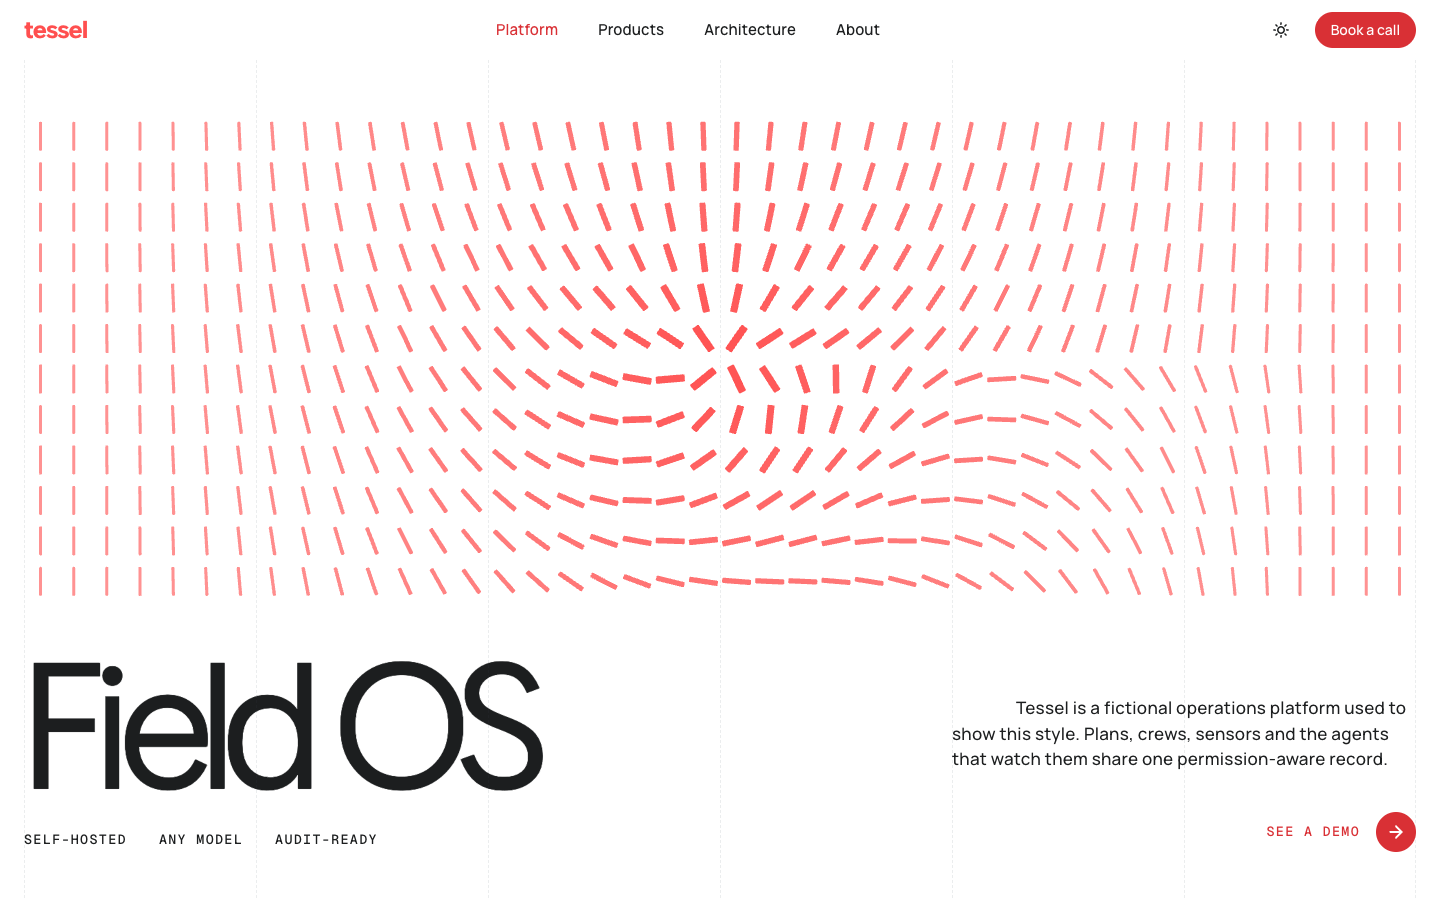 tessel
Platform Products Architecture About
Book a call
Field OS
Tessel is a fictional operations platform used to
show this style. Plans, crews, sensors and the agents
that watch them share one permission-aware record.
SELF-HOSTED ANY MODEL AUDIT-READY
SEE A DEMO